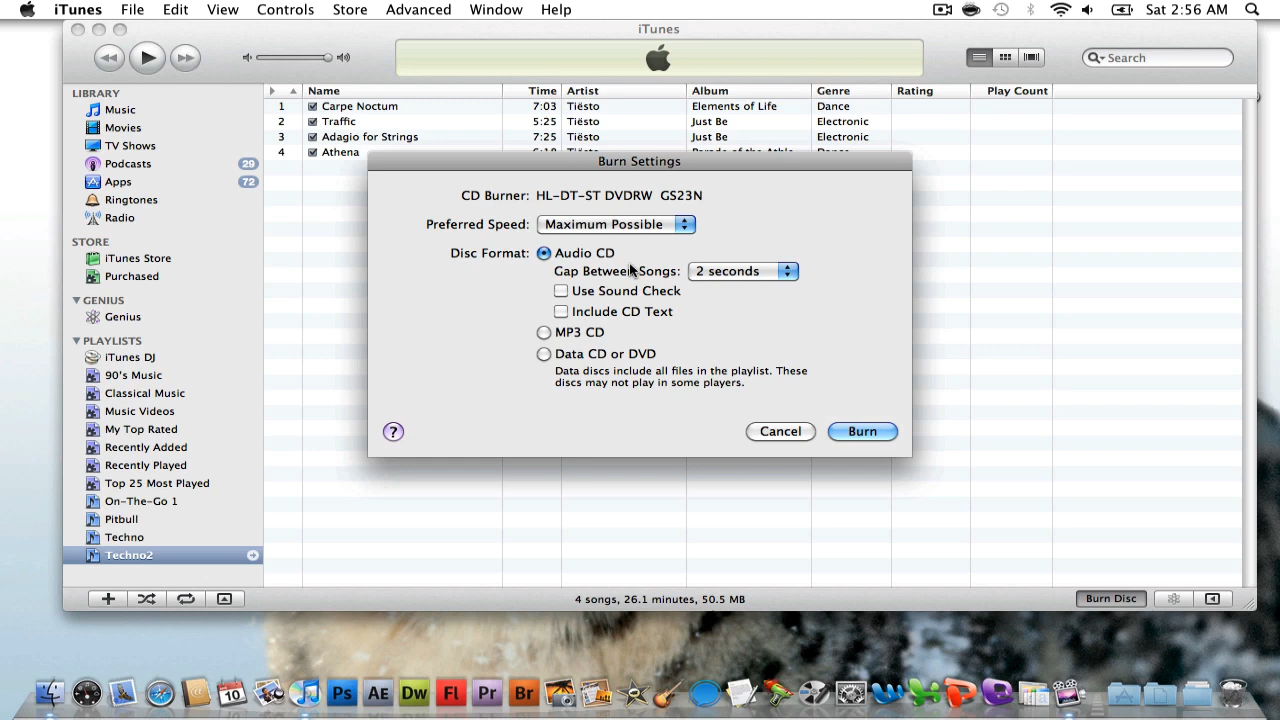 iTunes File Edit View Controls Store Advanced Window Help Sat 2:56 AM
iTunes
Search
LIBRARY
Music
Movies
TV Shows
Podcasts 29
Apps 72
Ringtones
Radio
STORE
iTunes Store
Purchased
GENIUS
Genius
PLAYLISTS
iTunes DJ
90's Music
Classical Music
Music Videos
My Top Rated
Recently Added
Recently Played
Top 25 Most Played
On-The-Go 1
Pitbull
Techno
Techno2
Name Time Artist Album Genre Rating Play Count
1 Carpe Noctum 7:03 Tiësto Elements of Life Dance
2 Traffic 5:25 Tiësto Just Be Electronic
3 Adagio for Strings 7:25 Tiësto Just Be Electronic
4 Athena
Burn Settings
CD Burner: HL-DT-ST DVDRW GS23N
Preferred Speed: Maximum Possible
Disc Format: Audio CD
Gap Between Songs: 2 seconds
Use Sound Check
Include CD Text
MP3 CD
Data CD or DVD
Data discs include all files in the playlist. These
discs may not play in some players.
? Cancel Burn
4 songs, 26.1 minutes, 50.5 MB
Burn Disc
10 Ps Ae Dw Fl Pr Br